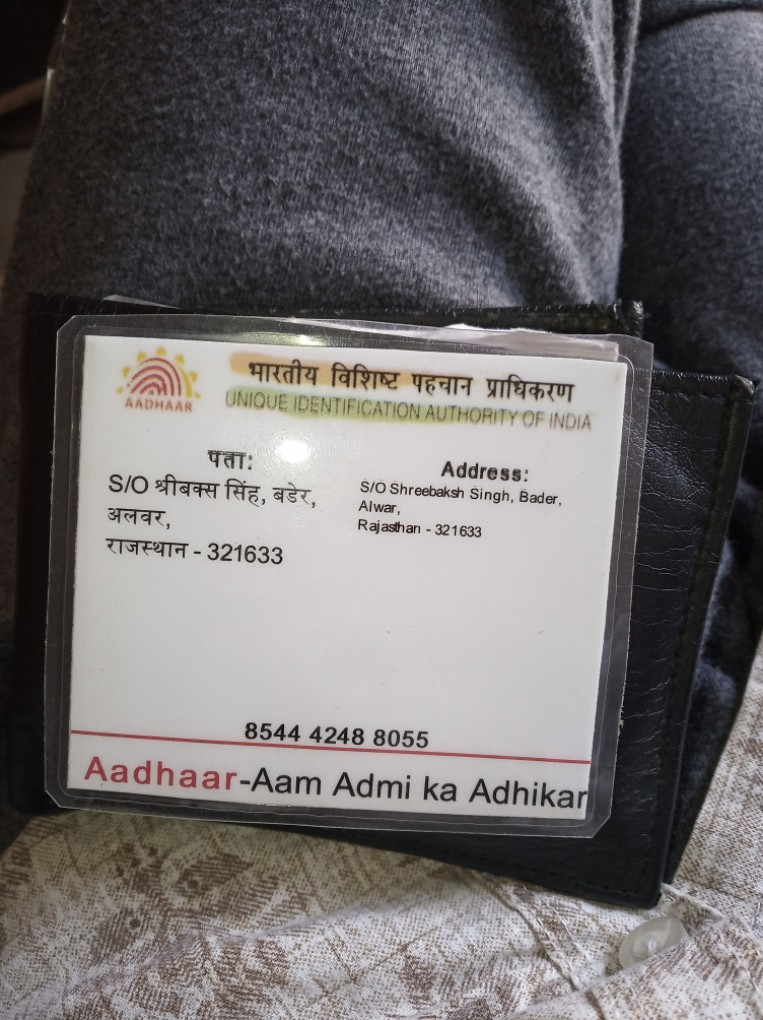 AADHAAR
भारतीय विशिष्ट पहचान प्राधिकरण
UNIQUE IDENTIFICATION AUTHORITY OF INDIA
पता:
S/O श्रीबक्स सिंह, बडेर,
अलवर,
राजस्थान - 321633
Address:
S/O Shreebaksh Singh, Bader,
Alwar,
Rajasthan - 321633
8544 4248 8055
Aadhaar-Aam Admi ka Adhikar